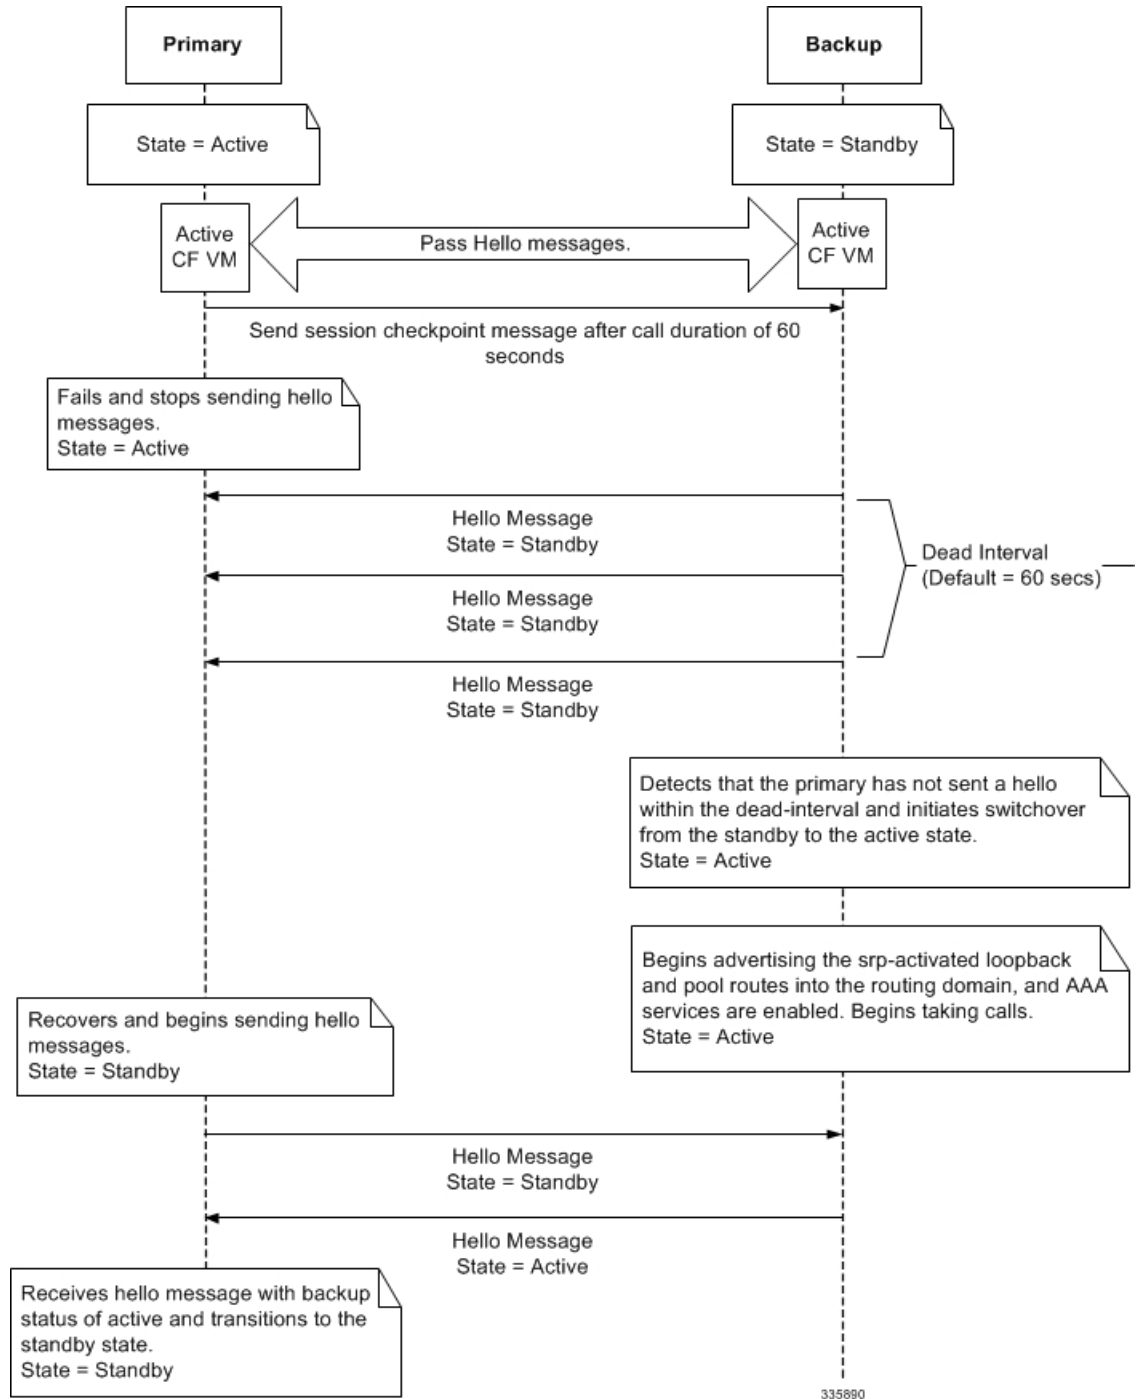 Primary
Backup
State = Active
State = Standby
Active
CF VM
Pass Hello messages.
Active
CF VM
Send session checkpoint message after call duration of 60
seconds
Fails and stops sending hello
messages.
State = Active
Hello Message
State = Standby
Dead Interval
(Default = 60 secs)
Hello Message
State = Standby
Hello Message
State = Standby
Detects that the primary has not sent a hello
within the dead-interval and initiates switchover
from the standby to the active state.
State = Active
Begins advertising the srp-activated loopback
and pool routes into the routing domain, and AAA
services are enabled. Begins taking calls.
State = Active
Recovers and begins sending hello
messages.
State = Standby
Hello Message
State = Standby
Hello Message
State = Active
Receives hello message with backup
status of active and transitions to the
standby state.
State = Standby
335890